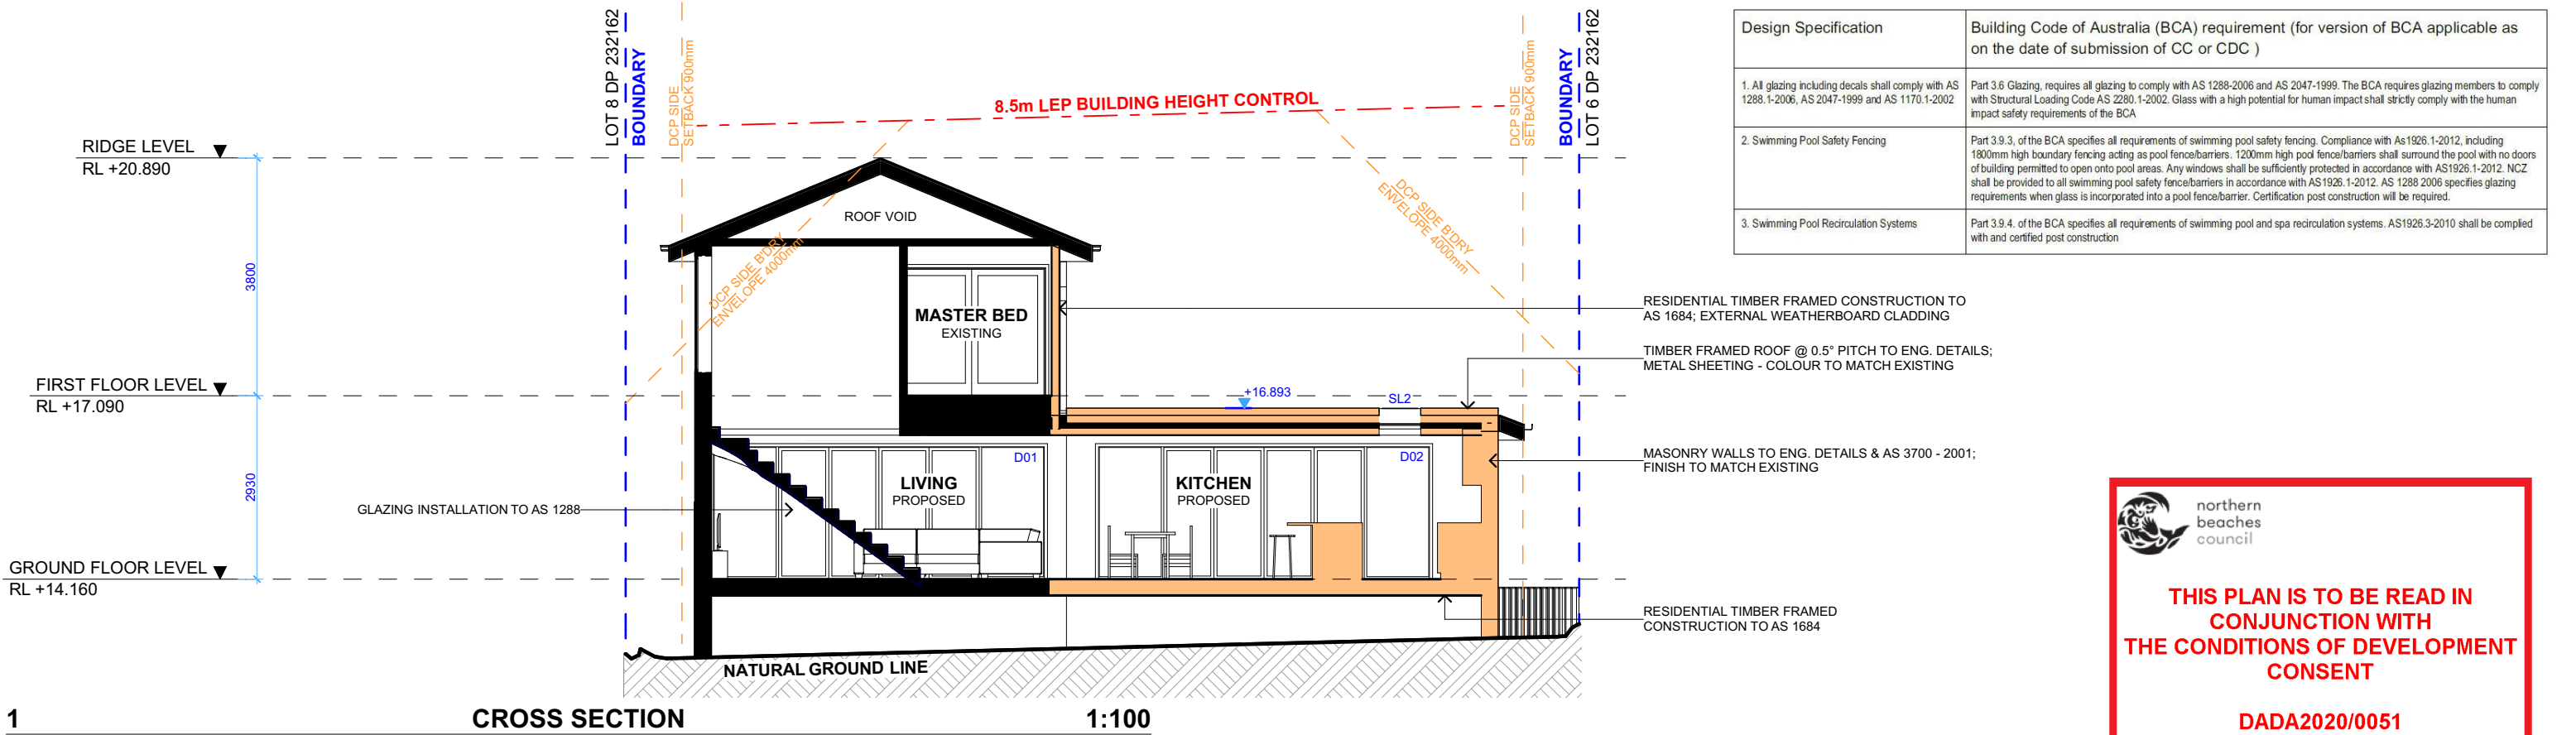 LOT 8 DP 232162
BOUNDARY
DCP SIDE
SETBACK 900mm
8.5m LEP BUILDING HEIGHT CONTROL
DCP SIDE
SETBACK 900mm
BOUNDARY
LOT 6 DP 232162
RIDGE LEVEL
RL +20.890
3800
FIRST FLOOR LEVEL
RL +17.090
2930
GROUND FLOOR LEVEL
RL +14.160
ROOF VOID
DCP SIDE B'DRY
ENVELOPE 4000mm
DCP SIDE B'DRY
ENVELOPE 4000mm
MASTER BED
EXISTING
+16.893
SL2
D01
LIVING
PROPOSED
KITCHEN
PROPOSED
D02
GLAZING INSTALLATION TO AS 1288
NATURAL GROUND LINE
RESIDENTIAL TIMBER FRAMED CONSTRUCTION TO
AS 1684; EXTERNAL WEATHERBOARD CLADDING
TIMBER FRAMED ROOF @ 0.5° PITCH TO ENG. DETAILS;
METAL SHEETING - COLOUR TO MATCH EXISTING
MASONRY WALLS TO ENG. DETAILS & AS 3700 - 2001;
FINISH TO MATCH EXISTING
RESIDENTIAL TIMBER FRAMED
CONSTRUCTION TO AS 1684
1 CROSS SECTION 1:100
Design Specification
Building Code of Australia (BCA) requirement (for version of BCA applicable as
on the date of submission of CC or CDC )
1. All glazing including decals shall comply with AS
1288.1-2006, AS 2047-1999 and AS 1170.1-2002
Part 3.6 Glazing, requires all glazing to comply with AS 1288-2006 and AS 2047-1999. The BCA requires glazing members to comply
with Structural Loading Code AS 2280.1-2002. Glass with a high potential for human impact shall strictly comply with the human
impact safety requirements of the BCA
2. Swimming Pool Safety Fencing
Part 3.9.3, of the BCA specifies all requirements of swimming pool safety fencing. Compliance with As1926.1-2012, including
1800mm high boundary fencing acting as pool fence/barriers. 1200mm high pool fence/barriers shall surround the pool with no doors
of building permitted to open onto pool areas. Any windows shall be sufficiently protected in accordance with AS1926.1-2012. NCZ
shall be provided to all swimming pool safety fence/barriers in accordance with AS1926.1-2012. AS 1288 2006 specifies glazing
requirements when glass is incorporated into a pool fence/barrier. Certification post construction will be required.
3. Swimming Pool Recirculation Systems
Part 3.9.4. of the BCA specifies all requirements of swimming pool and spa recirculation systems. AS1926.3-2010 shall be complied
with and certified post construction
northern
beaches
council
THIS PLAN IS TO BE READ IN
CONJUNCTION WITH
THE CONDITIONS OF DEVELOPMENT
CONSENT
DADA2020/0051